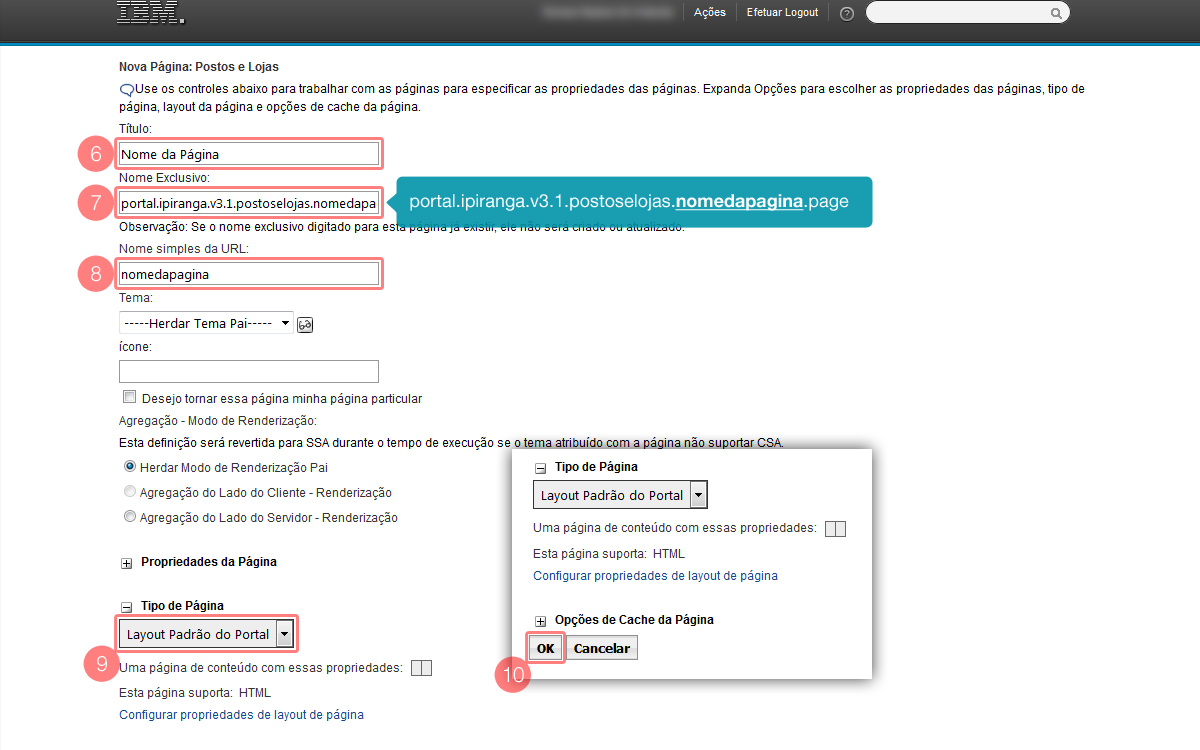 IBM.
Ações
Efetuar Logout
?
Nova Página: Postos e Lojas
Use os controles abaixo para trabalhar com as páginas para especificar as propriedades das páginas. Expanda Opções para escolher as propriedades das páginas, tipo de
página, layout da página e opções de cache da página.
Título:
6
Nome da Página
Nome Exclusivo:
7
portal.ipiranga.v3.1.postoselojas.nomedapa
portal.ipiranga.v3.1.postoselojas.nomedapagina.page
Observação: Se o nome exclusivo digitado para esta página já existir, ele não será criado ou atualizado.
Nome simples da URL:
8
nomedapagina
Tema:
-----Herdar Tema Pai-----
ícone:
Desejo tornar essa página minha página particular
Agregação - Modo de Renderização:
Esta definição será revertida para SSA durante o tempo de execução se o tema atribuído com a página não suportar CSA.
Herdar Modo de Renderização Pai
Agregação do Lado do Cliente - Renderização
Agregação do Lado do Servidor - Renderização
Propriedades da Página
Tipo de Página
Layout Padrão do Portal
9
Uma página de conteúdo com essas propriedades:
Esta página suporta: HTML
Configurar propriedades de layout de página
Tipo de Página
Layout Padrão do Portal
Uma página de conteúdo com essas propriedades:
Esta página suporta: HTML
Configurar propriedades de layout de página
Opções de Cache da Página
OK
Cancelar
10